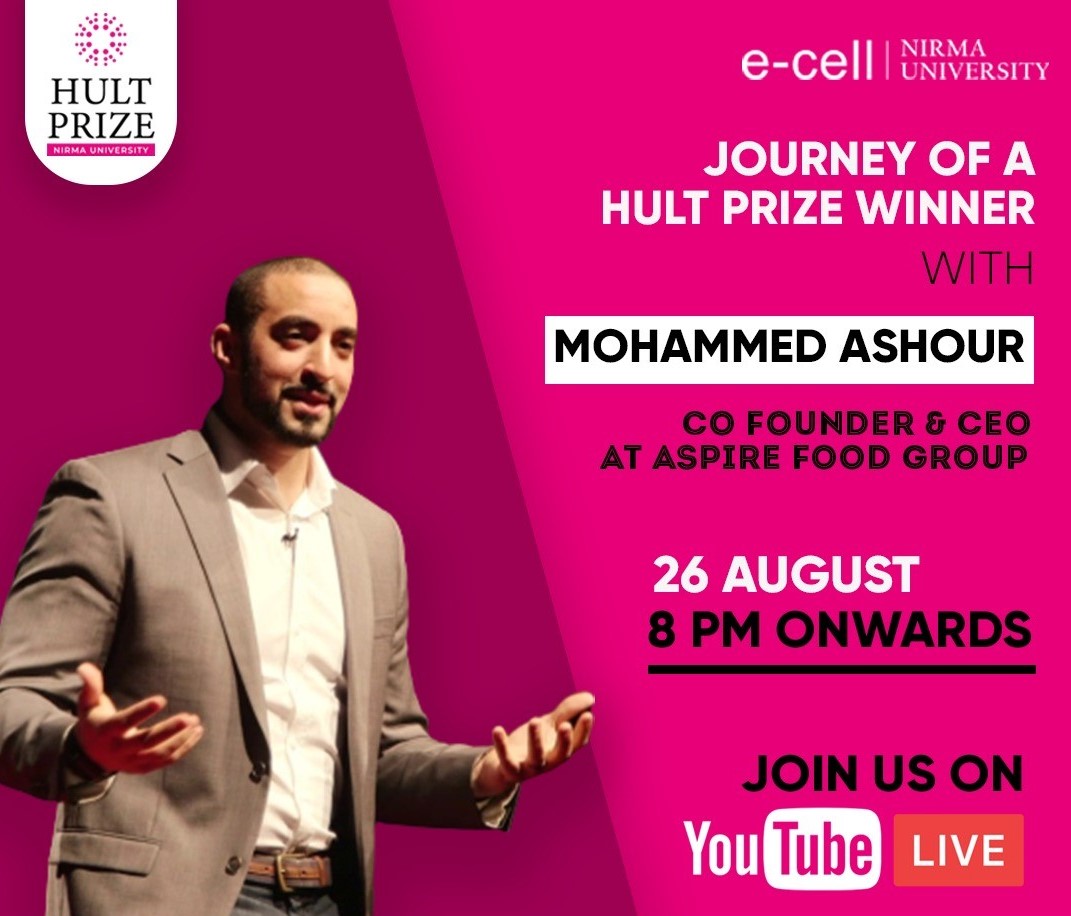 HULT
PRIZE
NIRMA UNIVERSITY
e-cell | NIRMA
UNIVERSITY
JOURNEY OF A
HULT PRIZE WINNER
WITH
MOHAMMED ASHOUR
CO FOUNDER & CEO
AT ASPIRE FOOD GROUP
26 AUGUST
8 PM ONWARDS
JOIN US ON
YouTube LIVE